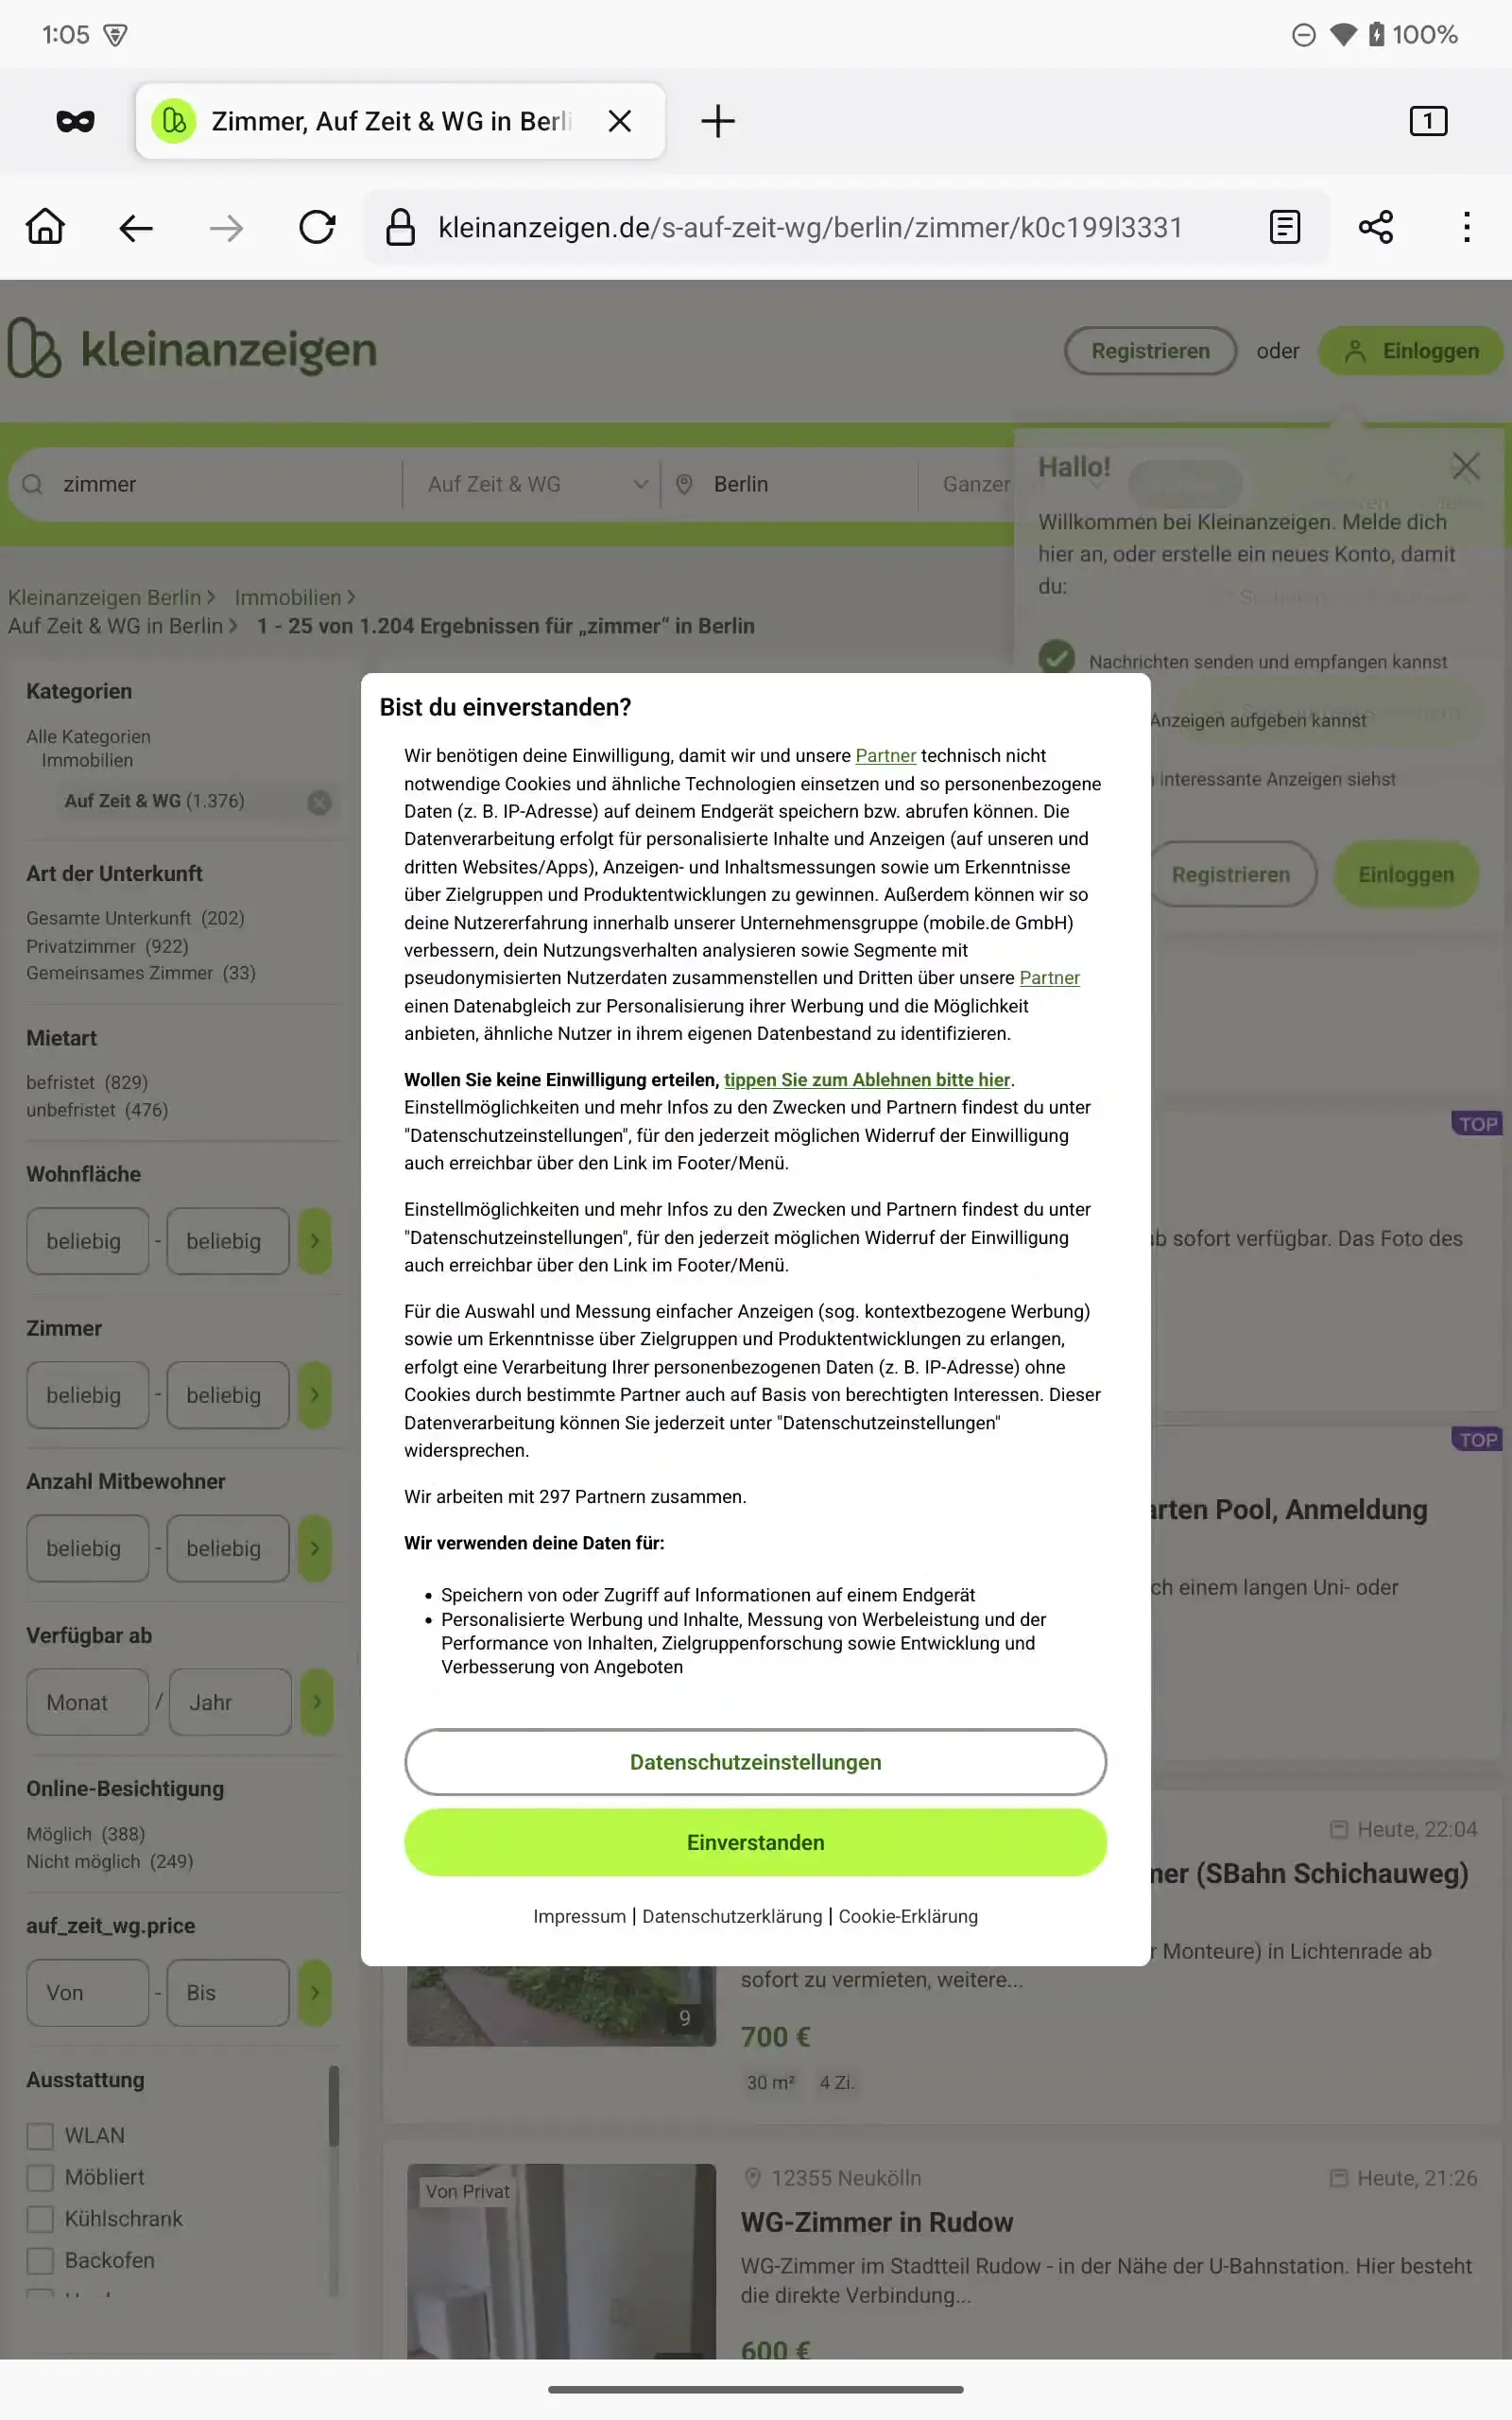 1:05
100%
Zimmer, Auf Zeit & WG in Berli
1
kleinanzeigen.de/s-auf-zeit-wg/berlin/zimmer/k0c199l3331
kleinanzeigen
Registrieren oder Einloggen
zimmer
Auf Zeit & WG
Berlin
Ganzer
Hallo!
Willkommen bei Kleinanzeigen. Melde dich
hier an, oder erstelle ein neues Konto, damit
du:
Nachrichten senden und empfangen kannst
Anzeigen aufgeben kannst
interessante Anzeigen siehst
Registrieren
Einloggen
Kleinanzeigen Berlin > Immobilien >
Auf Zeit & WG in Berlin > 1 - 25 von 1.204 Ergebnissen für „zimmer“ in Berlin
Kategorien
Alle Kategorien
Immobilien
Auf Zeit & WG (1.376)
Art der Unterkunft
Gesamte Unterkunft (202)
Privatzimmer (922)
Gemeinsames Zimmer (33)
Mietart
befristet (829)
unbefristet (476)
Wohnfläche
beliebig - beliebig
Zimmer
beliebig - beliebig
Anzahl Mitbewohner
beliebig - beliebig
Verfügbar ab
Monat / Jahr
Online-Besichtigung
Möglich (388)
Nicht möglich (249)
auf_zeit_wg.price
Von - Bis
Ausstattung
WLAN
Möbliert
Kühlschrank
Backofen
Bist du einverstanden?
Wir benötigen deine Einwilligung, damit wir und unsere Partner technisch nicht
notwendige Cookies und ähnliche Technologien einsetzen und so personenbezogene
Daten (z. B. IP-Adresse) auf deinem Endgerät speichern bzw. abrufen können. Die
Datenverarbeitung erfolgt für personalisierte Inhalte und Anzeigen (auf unseren und
dritten Websites/Apps), Anzeigen- und Inhaltsmessungen sowie um Erkenntnisse
über Zielgruppen und Produktentwicklungen zu gewinnen. Außerdem können wir so
deine Nutzererfahrung innerhalb unserer Unternehmensgruppe (mobile.de GmbH)
verbessern, dein Nutzungsverhalten analysieren sowie Segmente mit
pseudonymisierten Nutzerdaten zusammenstellen und Dritten über unsere Partner
einen Datenabgleich zur Personalisierung ihrer Werbung und die Möglichkeit
anbieten, ähnliche Nutzer in ihrem eigenen Datenbestand zu identifizieren.
Wollen Sie keine Einwilligung erteilen, tippen Sie zum Ablehnen bitte hier.
Einstellmöglichkeiten und mehr Infos zu den Zwecken und Partnern findest du unter
"Datenschutzeinstellungen", für den jederzeit möglichen Widerruf der Einwilligung
auch erreichbar über den Link im Footer/Menü.
Einstellmöglichkeiten und mehr Infos zu den Zwecken und Partnern findest du unter
"Datenschutzeinstellungen", für den jederzeit möglichen Widerruf der Einwilligung
auch erreichbar über den Link im Footer/Menü.
Für die Auswahl und Messung einfacher Anzeigen (sog. kontextbezogene Werbung)
sowie um Erkenntnisse über Zielgruppen und Produktentwicklungen zu erlangen,
erfolgt eine Verarbeitung Ihrer personenbezogenen Daten (z. B. IP-Adresse) ohne
Cookies durch bestimmte Partner auch auf Basis von berechtigten Interessen. Dieser
Datenverarbeitung können Sie jederzeit unter "Datenschutzeinstellungen"
widersprechen.
Wir arbeiten mit 297 Partnern zusammen.
Wir verwenden deine Daten für:
• Speichern von oder Zugriff auf Informationen auf einem Endgerät
• Personalisierte Werbung und Inhalte, Messung von Werbeleistung und der
Performance von Inhalten, Zielgruppenforschung sowie Entwicklung und
Verbesserung von Angeboten
Datenschutzeinstellungen
Einverstanden
Impressum | Datenschutzerklärung | Cookie-Erklärung
TOP
sofort verfügbar. Das Foto des
TOP
Pool, Anmeldung
einem langen Uni- oder
Heute, 22:04
(SBahn Schichauweg)
Monteure) in Lichtenrade ab
sofort zu vermieten, weitere...
9
700 €
30 m² 4 Zi.
Von Privat
12355 Neukölln
Heute, 21:26
WG-Zimmer in Rudow
WG-Zimmer im Stadtteil Rudow - in der Nähe der U-Bahnstation. Hier besteht
die direkte Verbindung...
600 €